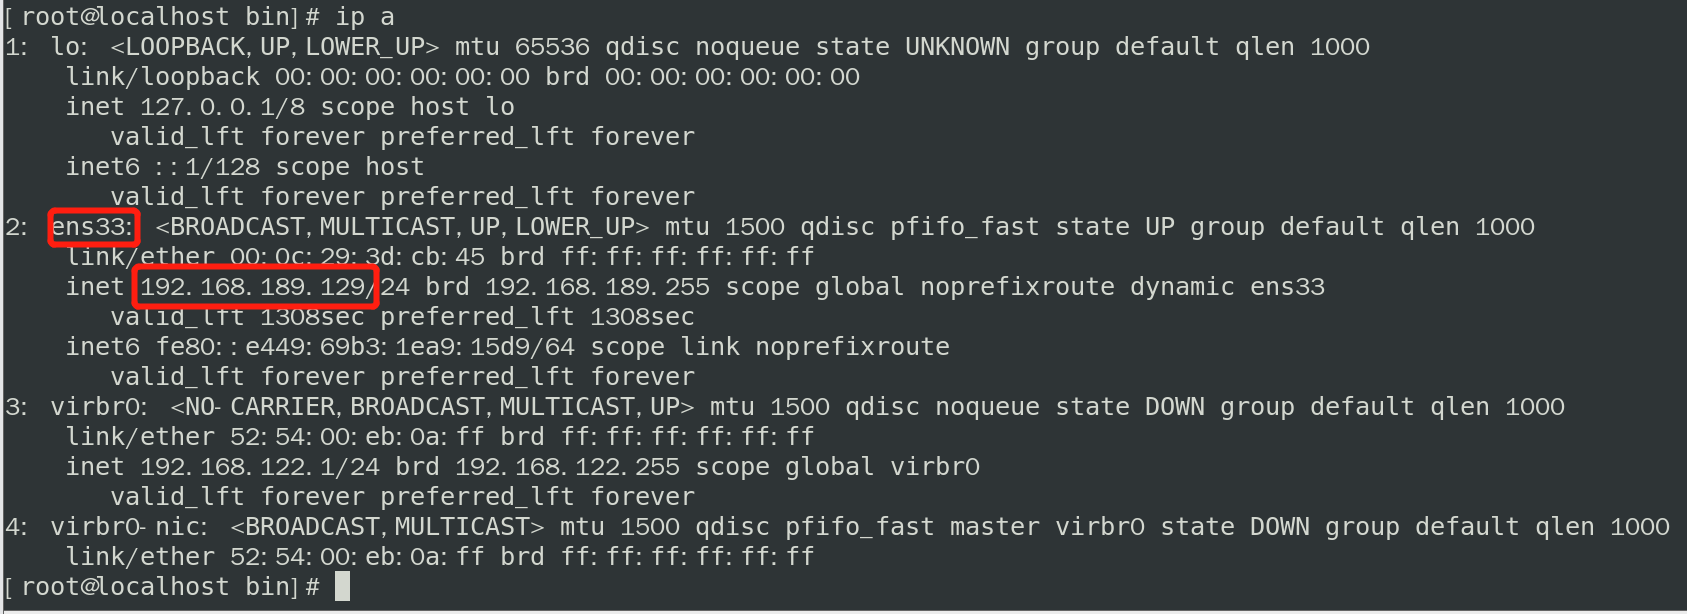 [root@localhost bin]# ip a
1: lo: <LOOPBACK,UP,LOWER_UP> mtu 65536 qdisc noqueue state UNKNOWN group default qlen 1000
link/loopback 00:00:00:00:00:00 brd 00:00:00:00:00:00
inet 127.0.0.1/8 scope host lo
valid_lft forever preferred_lft forever
inet6 ::1/128 scope host
valid_lft forever preferred_lft forever
2: ens33: <BROADCAST,MULTICAST,UP,LOWER_UP> mtu 1500 qdisc pfifo_fast state UP group default qlen 1000
link/ether 00:0c:29:3d:cb:45 brd ff:ff:ff:ff:ff:ff
inet 192.168.189.129/24 brd 192.168.189.255 scope global noprefixroute dynamic ens33
valid_lft 1308sec preferred_lft 1308sec
inet6 fe80::e449:69b3:1ea9:15d9/64 scope link noprefixroute
valid_lft forever preferred_lft forever
3: virbr0: <NO-CARRIER,BROADCAST,MULTICAST,UP> mtu 1500 qdisc noqueue state DOWN group default qlen 1000
link/ether 52:54:00:eb:0a:ff brd ff:ff:ff:ff:ff:ff
inet 192.168.122.1/24 brd 192.168.122.255 scope global virbr0
valid_lft forever preferred_lft forever
4: virbr0-nic: <BROADCAST,MULTICAST> mtu 1500 qdisc pfifo_fast master virbr0 state DOWN group default qlen 1000
link/ether 52:54:00:eb:0a:ff brd ff:ff:ff:ff:ff:ff
[root@localhost bin]#